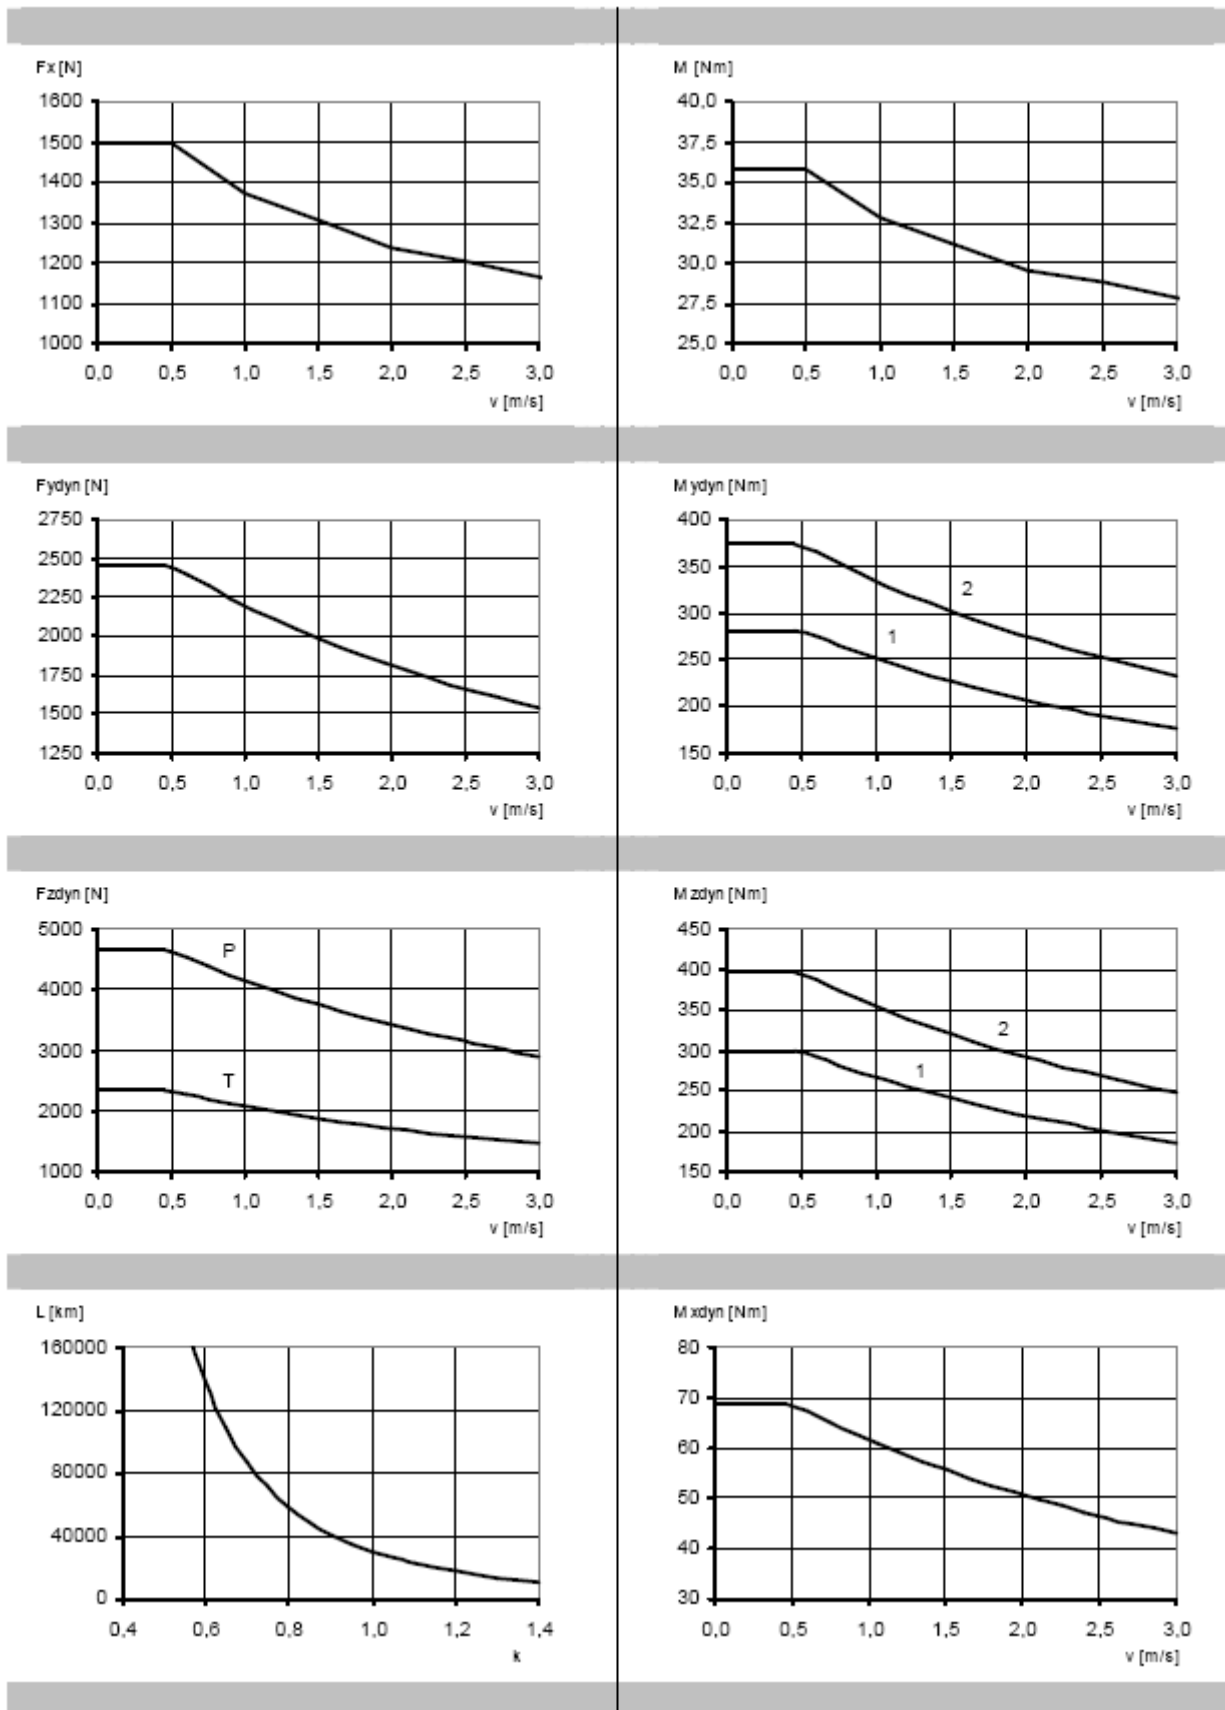 Fx [N]
1600
1500
1400
1300
1200
1100
1000
0,0 0,5 1,0 1,5 2,0 2,5 3,0
v [m/s]
M [Nm]
40,0
37,5
35,0
32,5
30,0
27,5
25,0
0,0 0,5 1,0 1,5 2,0 2,5 3,0
v [m/s]
Fydyn [N]
2750
2500
2250
2000
1750
1500
1250
0,0 0,5 1,0 1,5 2,0 2,5 3,0
v [m/s]
Mydyn [Nm]
400
350
300
250
200
150
2
1
0,0 0,5 1,0 1,5 2,0 2,5 3,0
v [m/s]
Fzdyn [N]
5000
4000
3000
2000
1000
P
T
0,0 0,5 1,0 1,5 2,0 2,5 3,0
v [m/s]
Mzdyn [Nm]
450
400
350
300
250
200
150
2
1
0,0 0,5 1,0 1,5 2,0 2,5 3,0
v [m/s]
L [km]
160000
120000
80000
40000
0
0,4 0,6 0,8 1,0 1,2 1,4
k
Mxdyn [Nm]
80
70
60
50
40
30
0,0 0,5 1,0 1,5 2,0 2,5 3,0
v [m/s]